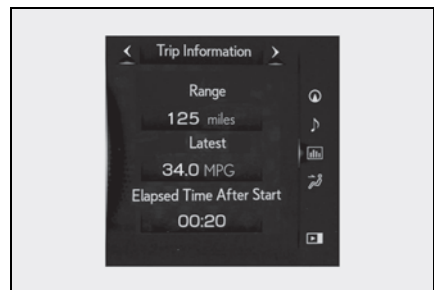 Trip Information
Range
125 miles
Latest
34.0 MPG
Elapsed Time After Start
00:20